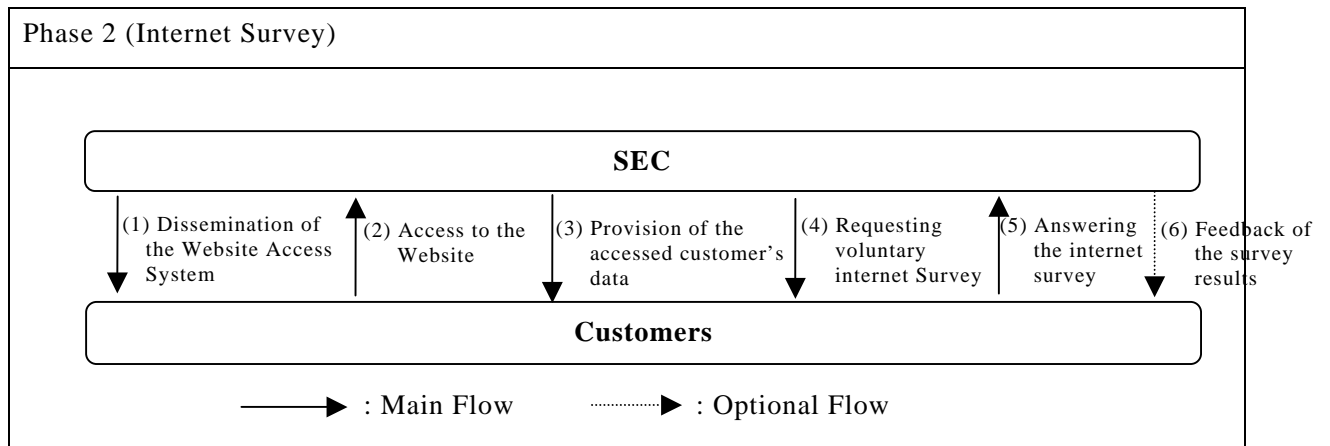 Phase 2 (Internet Survey)
SEC
(1) Dissemination of
the Website Access
System
(2) Access to the
Website
(3) Provision of the
accessed customer's
data
(4) Requesting
voluntary
internet Survey
(5) Answering
the internet
survey
(6) Feedback of
the survey
results
Customers
: Main Flow
: Optional Flow